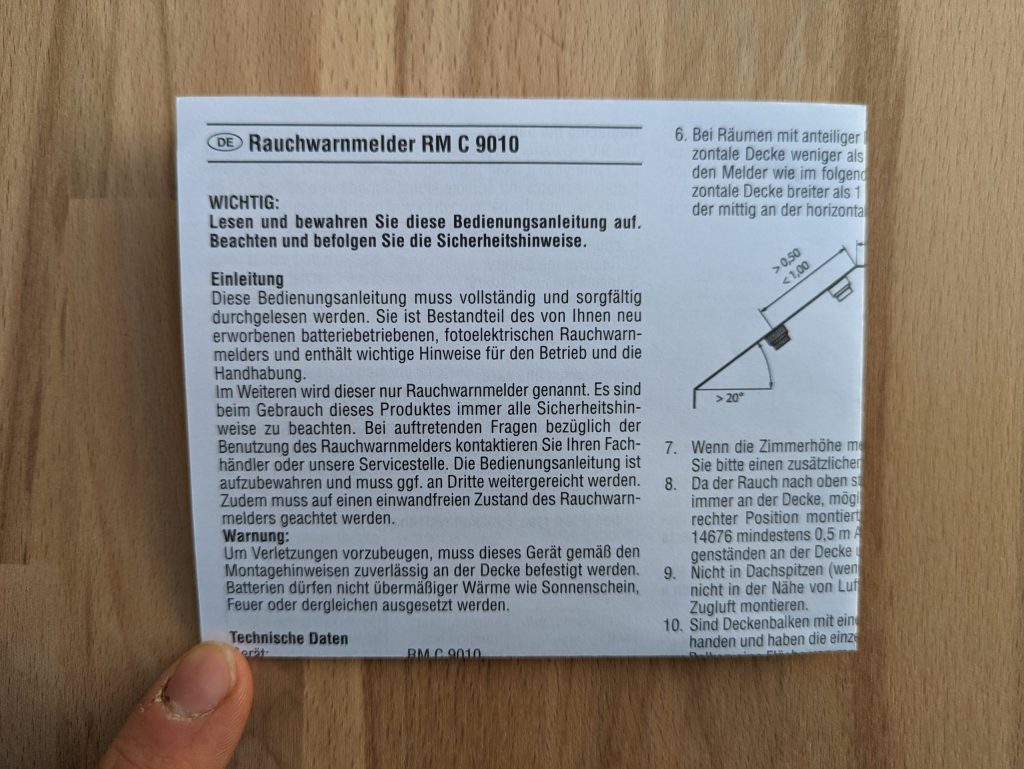 DE Rauchwarnmelder RM C 9010
WICHTIG:
Lesen und bewahren Sie diese Bedienungsanleitung auf.
Beachten und befolgen Sie die Sicherheitshinweise.
Einleitung
Diese Bedienungsanleitung muss vollständig und sorgfältig
durchgelesen werden. Sie ist Bestandteil des von Ihnen neu
erworbenen batteriebetriebenen, fotoelektrischen Rauchwarn-
melders und enthält wichtige Hinweise für den Betrieb und die
Handhabung.
Im Weiteren wird dieser nur Rauchwarnmelder genannt. Es sind
beim Gebrauch dieses Produktes immer alle Sicherheitshin-
weise zu beachten. Bei auftretenden Fragen bezüglich der
Benutzung des Rauchwarnmelders kontaktieren Sie Ihren Fach-
händler oder unsere Servicestelle. Die Bedienungsanleitung ist
aufzubewahren und muss ggf. an Dritte weitergereicht werden.
Zudem muss auf einen einwandfreien Zustand des Rauchwarn-
melders geachtet werden.
Warnung:
Um Verletzungen vorzubeugen, muss dieses Gerät gemäß den
Montagehinweisen zuverlässig an der Decke befestigt werden.
Batterien dürfen nicht übermäßiger Wärme wie Sonnenschein,
Feuer oder dergleichen ausgesetzt werden.
Technische Daten
Gerät: RM C 9010
6. Bei Räumen mit anteiliger
zontale Decke weniger als
den Melder wie im folgend
zontale Decke breiter als 1
der mittig an der horizonta
> 0,50
< 1,00
> 20°
7. Wenn die Zimmerhöhe me
Sie bitte einen zusätzlichen
8. Da der Rauch nach oben st
immer an der Decke, mögl
rechter Position montiert
14676 mindestens 0,5 m A
genständen an der Decke u
9. Nicht in Dachspitzen (wen
nicht in der Nähe von Luf
Zugluft montieren.
10. Sind Deckenbalken mit eine
handen und haben die einze